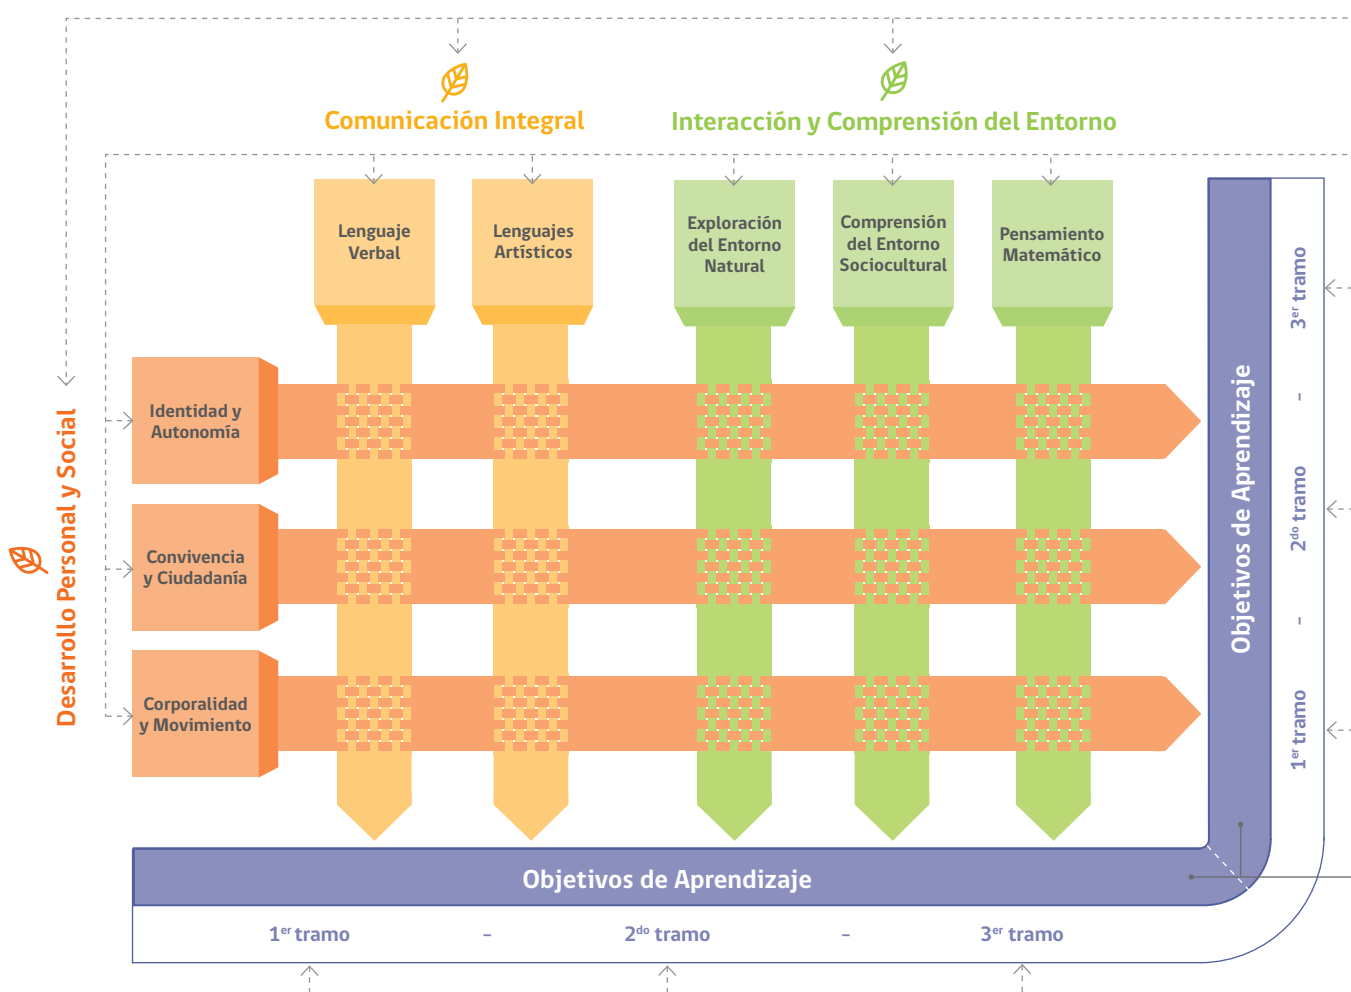 Comunicación Integral
Interacción y Comprensión del Entorno
Lenguaje
Verbal
Lenguajes
Artísticos
Exploración
del Entorno
Natural
Comprensión
del Entorno
Sociocultural
Pensamiento
Matemático
Desarrollo Personal y Social
Identidad y
Autonomía
Convivencia
y Ciudadanía
Corporalidad
y Movimiento
Objetivos de Aprendizaje
1er tramo – 2do tramo – 3er tramo
Objetivos de Aprendizaje
1er tramo – 2do tramo – 3er tramo